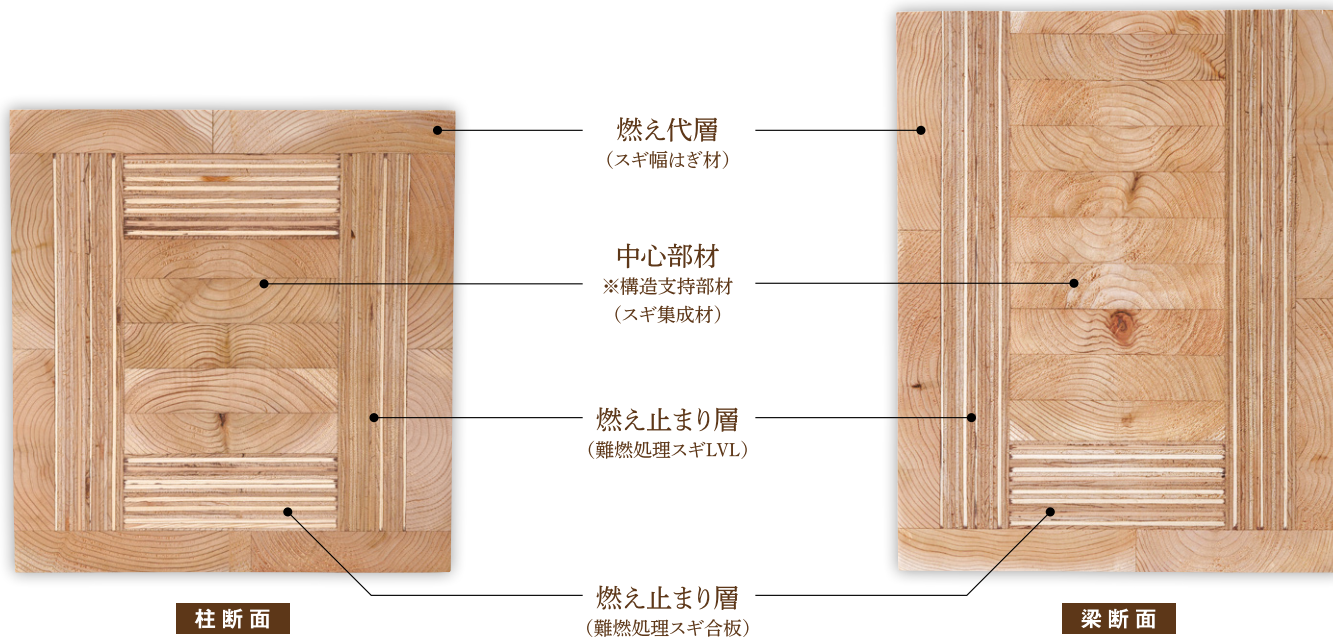 燃え代層
（スギ幅はぎ材）
中心部材
※構造支持部材
（スギ集成材）
燃え止まり層
（難燃処理スギLVL）
燃え止まり層
（難燃処理スギ合板）
柱断面
梁断面